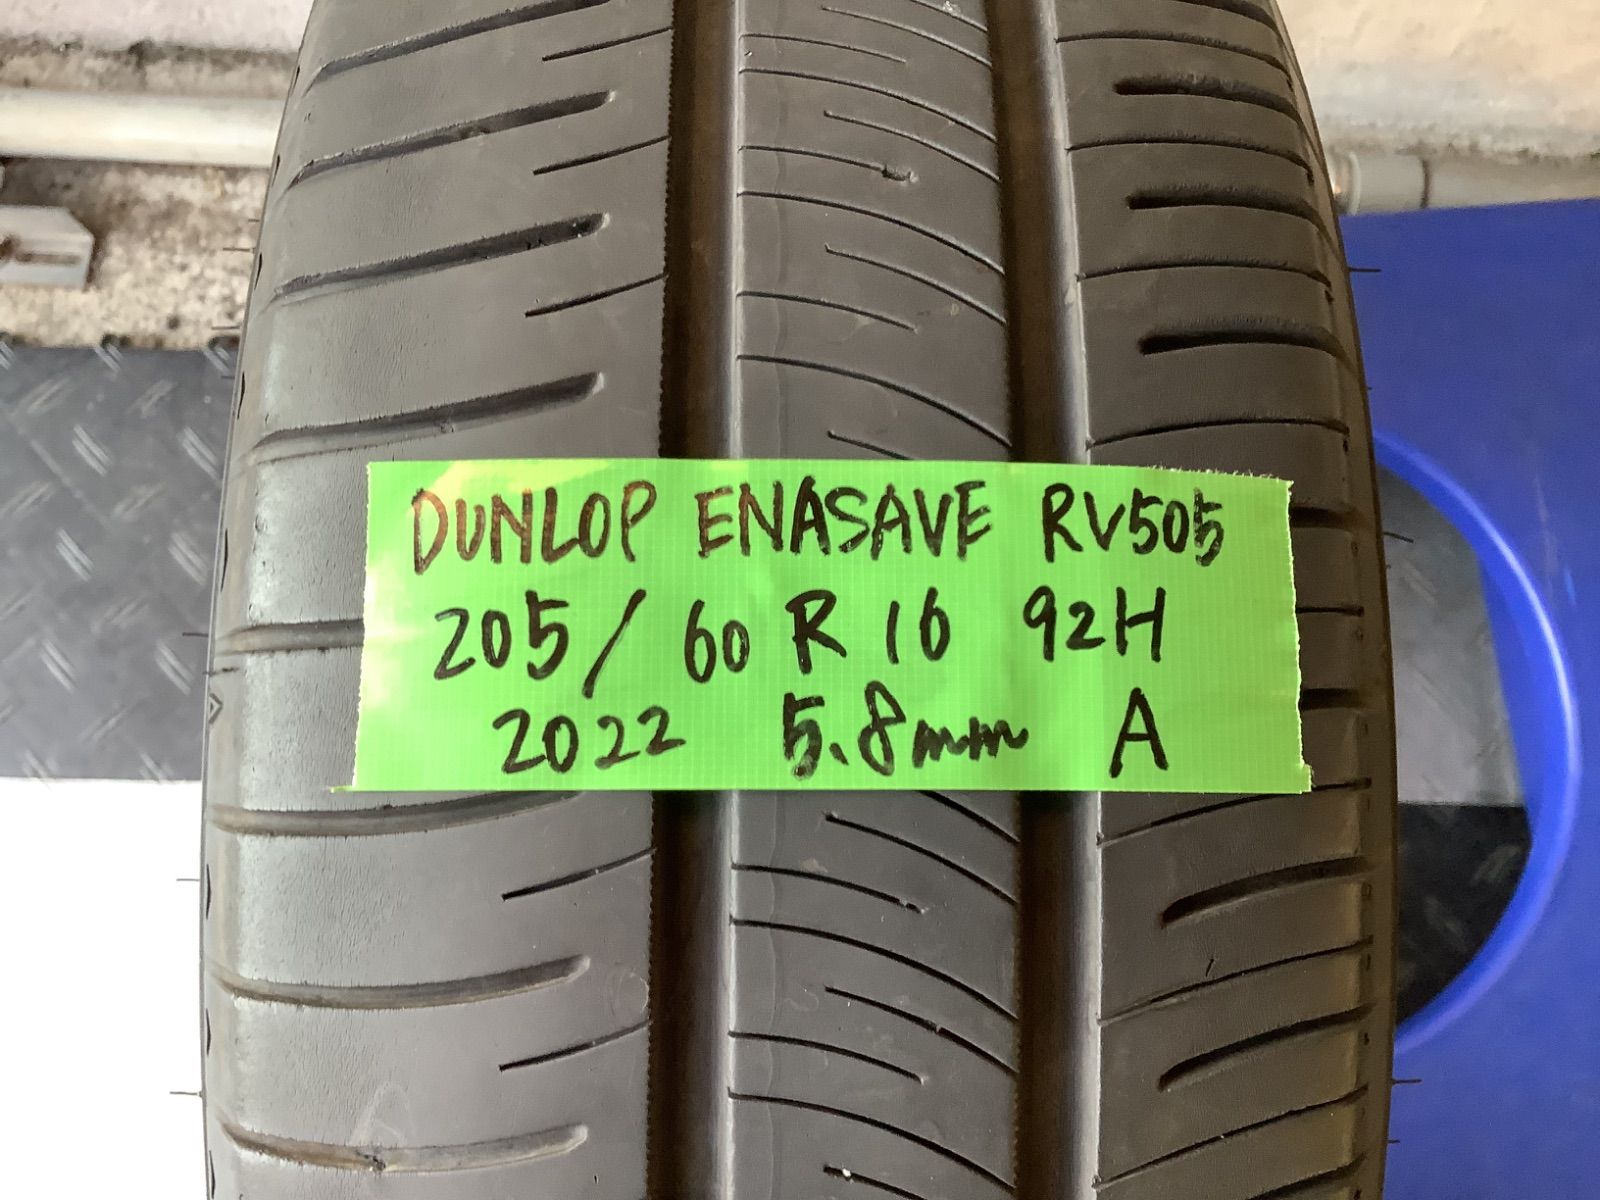 DUNLOP ENASAVE RV505
205/60 R 16 92H
2022 5.8mm A